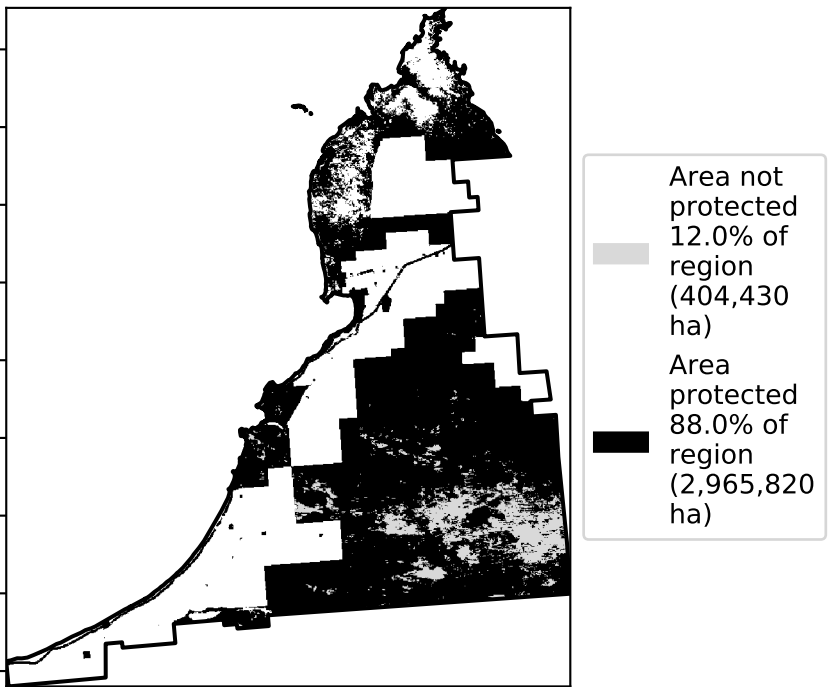 Area not
protected
12.0% of
region
(404,430
ha)
Area
protected
88.0% of
region
(2,965,820
ha)